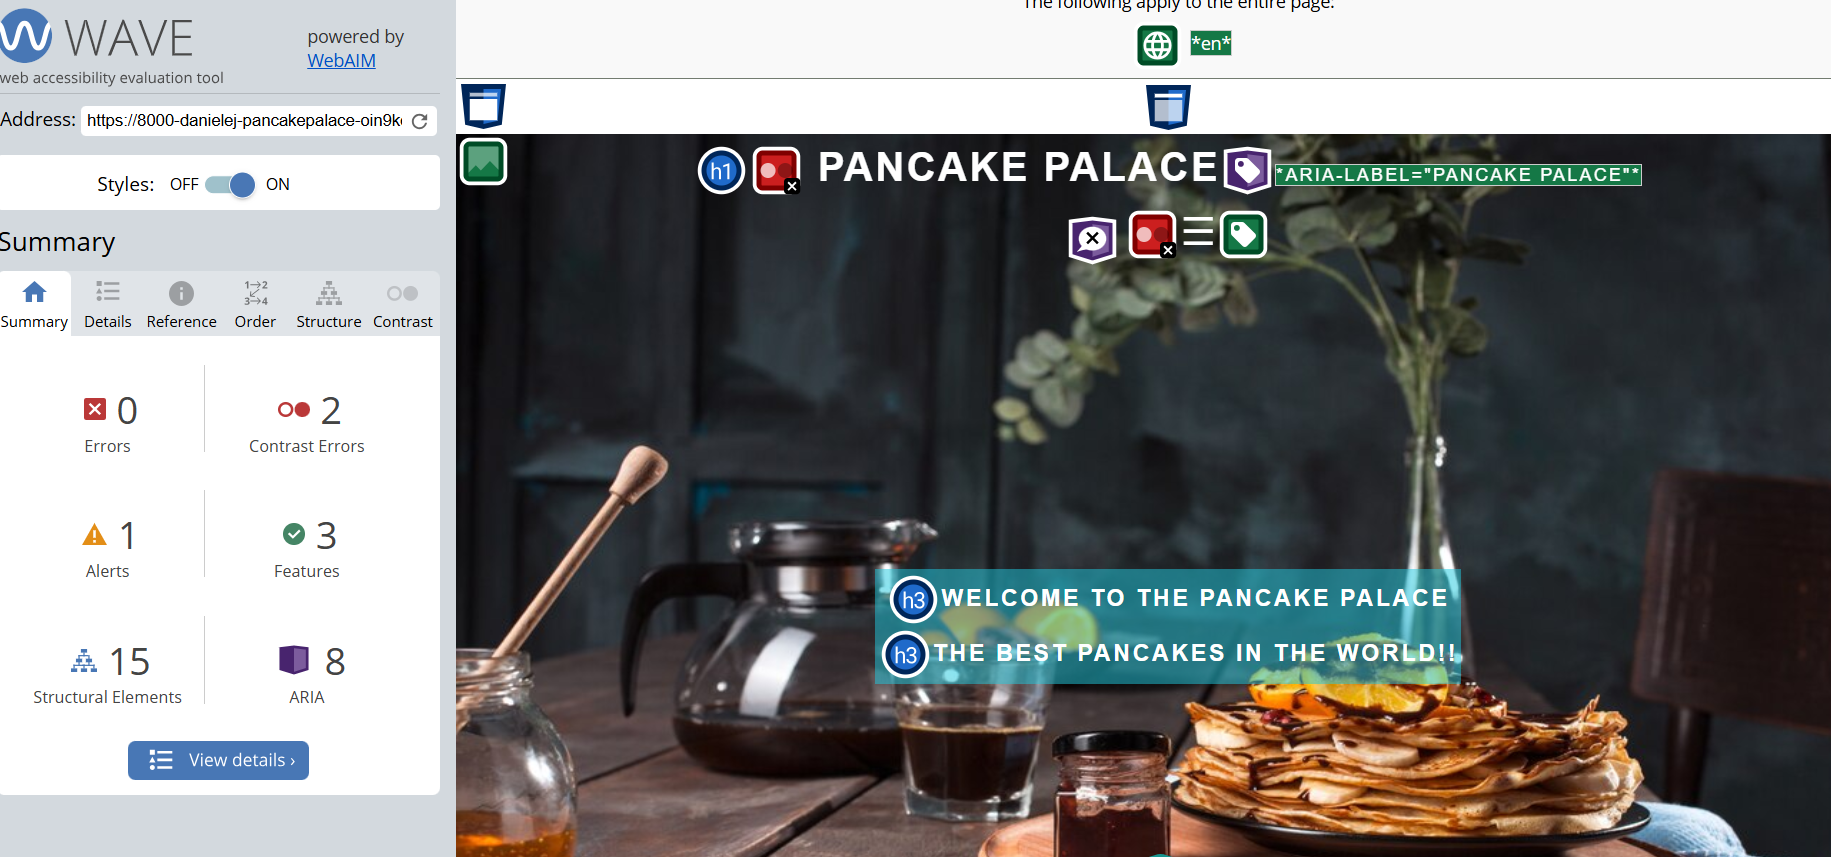 WAVE
web accessibility evaluation tool
powered by
WebAIM
Address: https://8000-danielej-pancakepalace-oin9k
Styles: OFF ON
Summary
Summary Details Reference Order Structure Contrast
0
Errors
2
Contrast Errors
1
Alerts
3
Features
15
Structural Elements
8
ARIA
View details ›
The following apply to the entire page:
*en*
h1 PANCAKE PALACE *ARIA-LABEL="PANCAKE PALACE"*
h3 WELCOME TO THE PANCAKE PALACE
h3 THE BEST PANCAKES IN THE WORLD!!